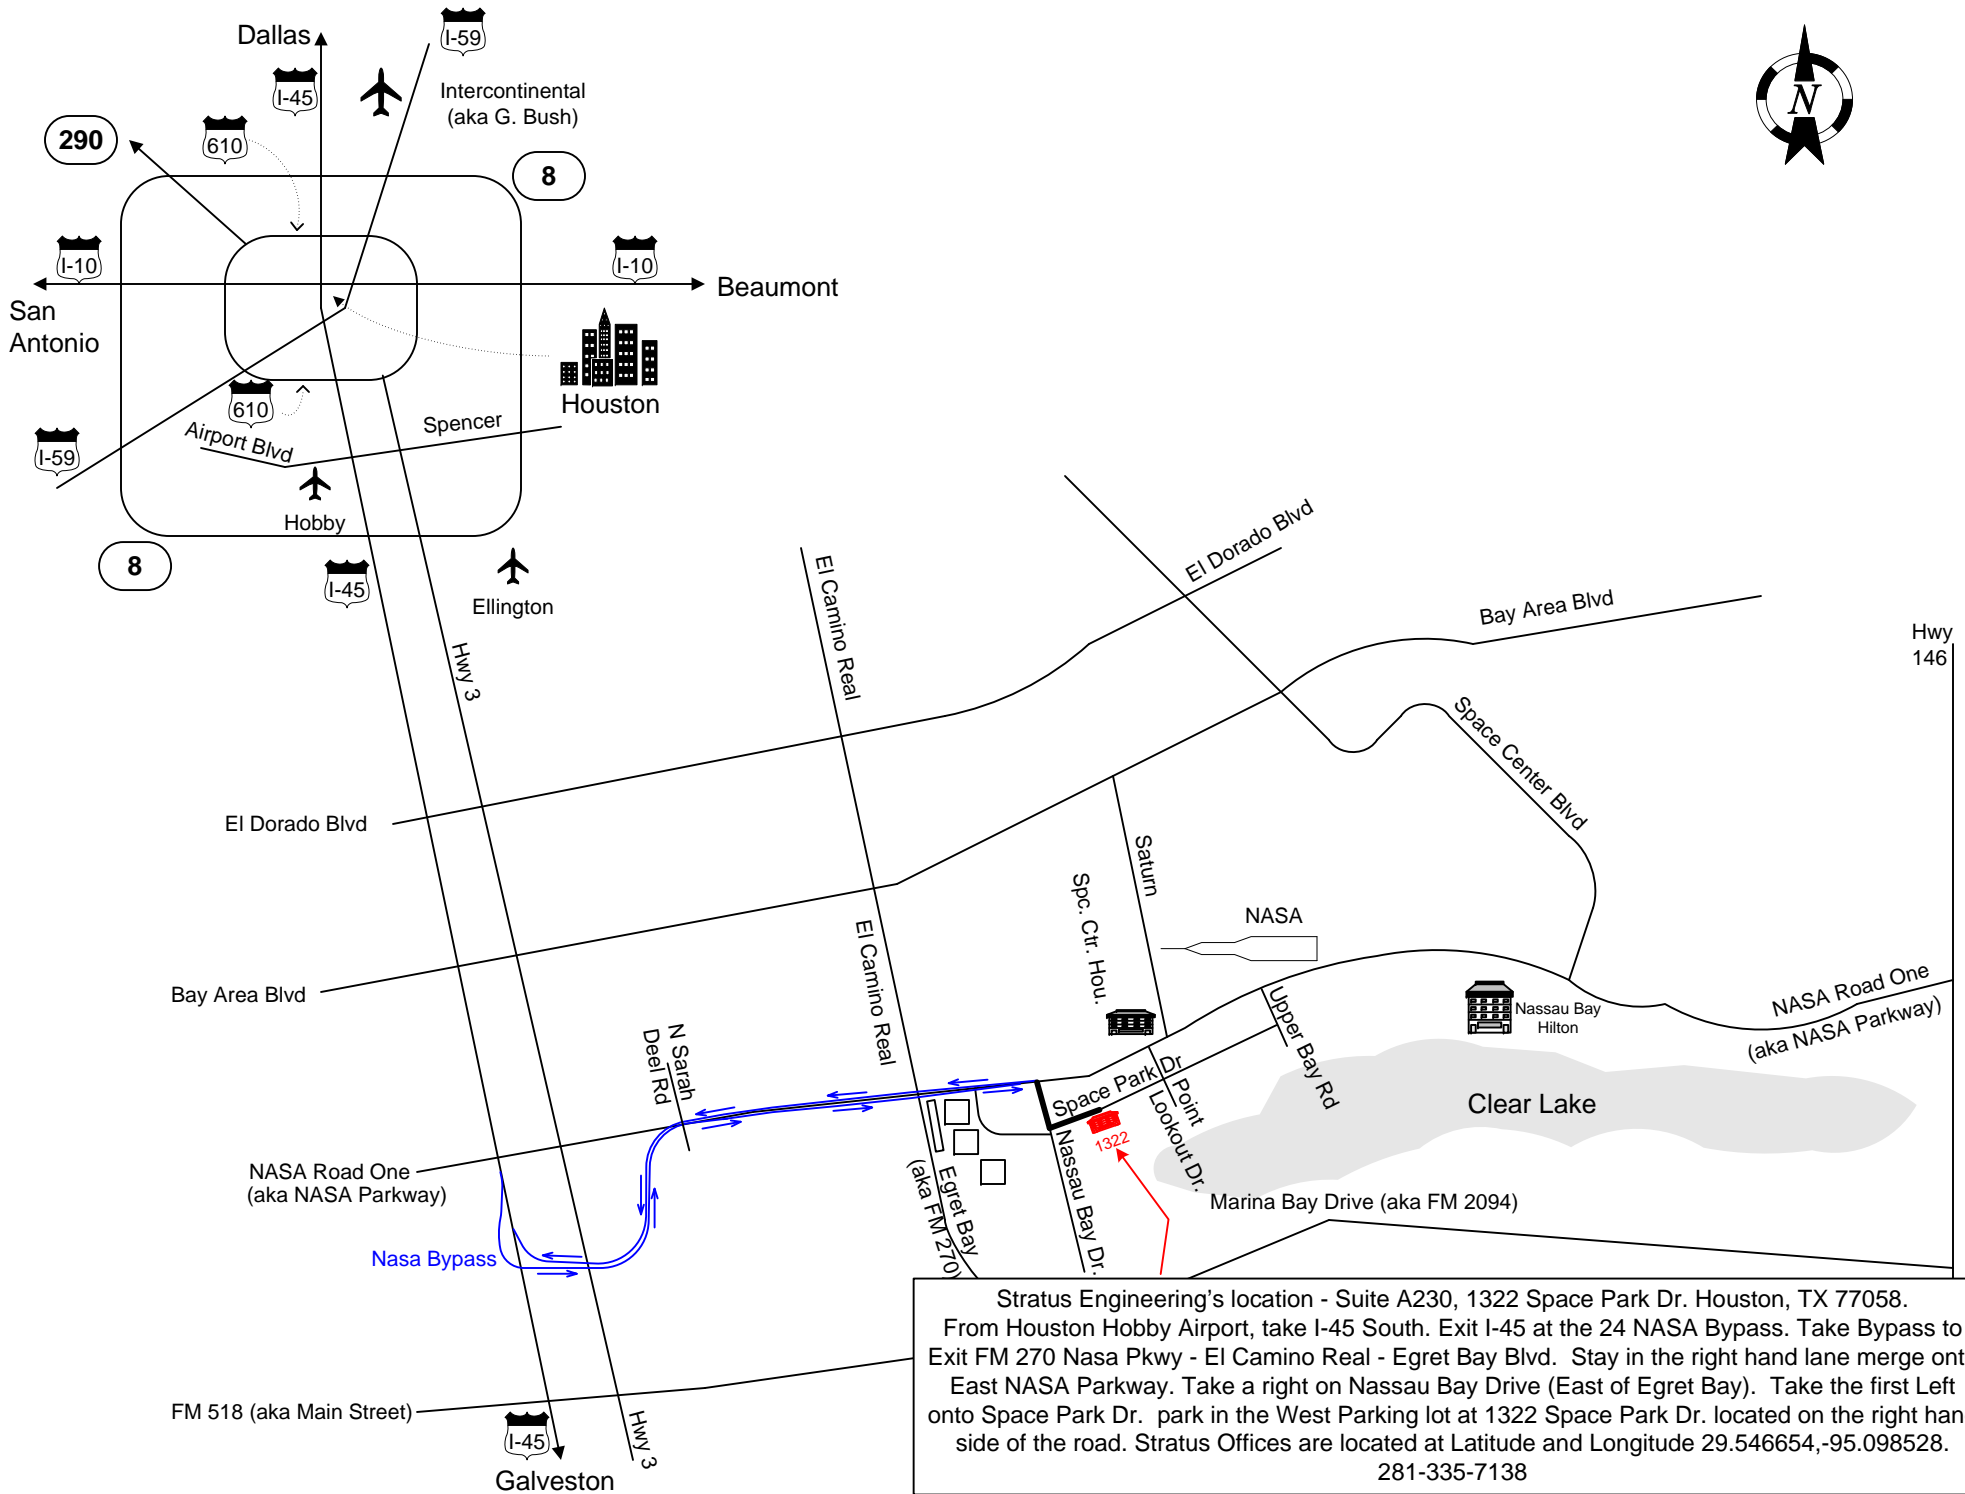 Dallas
I-59
I-45
Intercontinental
(aka G. Bush)
N
290
610
8
I-10
I-10
San
Antonio
Beaumont
Houston
610
Spencer
Airport Blvd
I-59
Hobby
8
I-45
Ellington
El Dorado Blvd
El Camino Real
Bay Area Blvd
Hwy
146
Hwy 3
Space Center Blvd
El Dorado Blvd
Saturn
Spc. Ctr. Hou.
NASA
El Camino Real
Bay Area Blvd
NASA Road One
(aka NASA Parkway)
Nassau Bay
Hilton
Upper Bay Rd
N Sarah
Deel Rd
Space Park Dr
Point
Lookout Dr.
Clear Lake
1322
NASA Road One
(aka NASA Parkway)
Egret Bay
(aka FM 270)
Nassau Bay Dr.
Marina Bay Drive (aka FM 2094)
Nasa Bypass
Stratus Engineering's location - Suite A230, 1322 Space Park Dr. Houston, TX 77058.
From Houston Hobby Airport, take I-45 South. Exit I-45 at the 24 NASA Bypass. Take Bypass to
Exit FM 270 Nasa Pkwy - El Camino Real - Egret Bay Blvd. Stay in the right hand lane merge ont
East NASA Parkway. Take a right on Nassau Bay Drive (East of Egret Bay). Take the first Left
onto Space Park Dr. park in the West Parking lot at 1322 Space Park Dr. located on the right han
side of the road. Stratus Offices are located at Latitude and Longitude 29.546654,-95.098528.
281-335-7138
FM 518 (aka Main Street)
I-45
Hwy 3
Galveston